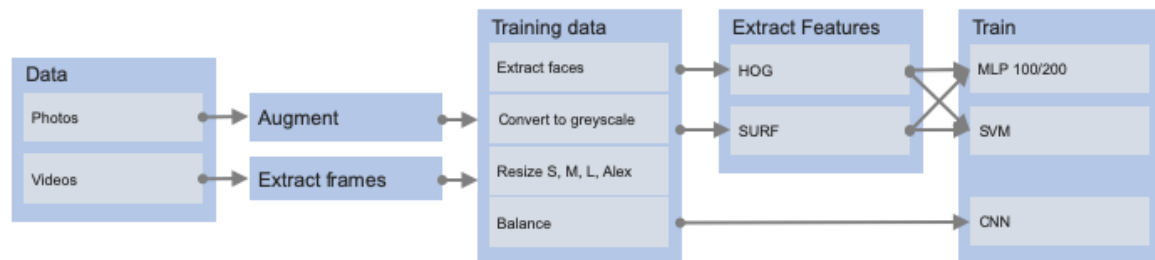 Data
Photos
Videos
Augment
Extract frames
Training data
Extract faces
Convert to greyscale
Resize S, M, L, Alex
Balance
Extract Features
HOG
SURF
Train
MLP 100/200
SVM
CNN